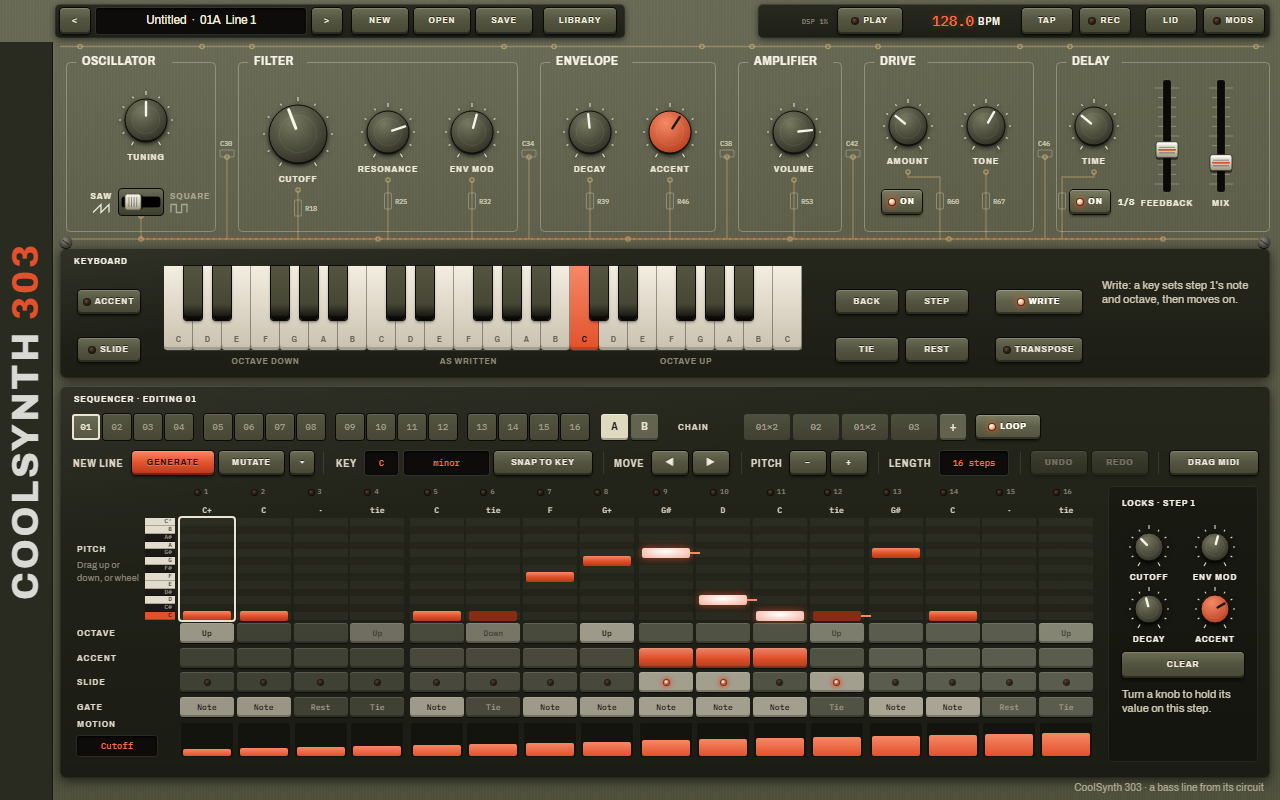 < Untitled · 01A Line 1 > NEW OPEN SAVE LIBRARY DSP 1% PLAY 128.0 BPM TAP REC LID MODS
COOLSYNTH 303
OSCILLATOR FILTER ENVELOPE AMPLIFIER DRIVE DELAY
C30 C34 C38 C42 C46
TUNING CUTOFF RESONANCE ENV MOD DECAY ACCENT VOLUME AMOUNT TONE TIME
SAW SQUARE R18 R25 R32 R39 R46 R53 ON R60 R67 ON 1/8 FEEDBACK MIX
KEYBOARD
ACCENT BACK STEP WRITE
Write: a key sets step 1's note
and octave, then moves on.
SLIDE C D E F G A B C D E F G A B C D E F G A B C TIE REST TRANSPOSE
OCTAVE DOWN AS WRITTEN OCTAVE UP
SEQUENCER · EDITING 01
01 02 03 04 05 06 07 08 09 10 11 12 13 14 15 16 A B CHAIN 01×2 02 01×2 03 + LOOP
NEW LINE GENERATE MUTATE KEY C minor SNAP TO KEY MOVE PITCH − + LENGTH 16 steps UNDO REDO DRAG MIDI
1 2 3 4 5 6 7 8 9 10 11 12 13 14 15 16
C+ C - tie C tie F G+ G# D C tie G# C - tie
PITCH
Drag up or
down, or wheel
C'
B
A#
A
G#
G
F#
F
E
D#
D
C#
C
OCTAVE Up Up Down Up Up Up
ACCENT
SLIDE
GATE Note Note Rest Tie Note Tie Note Note Note Note Note Tie Note Note Rest Tie
MOTION
Cutoff
LOCKS · STEP 1
CUTOFF ENV MOD
DECAY ACCENT
CLEAR
Turn a knob to hold its
value on this step.
CoolSynth 303 · a bass line from its circuit